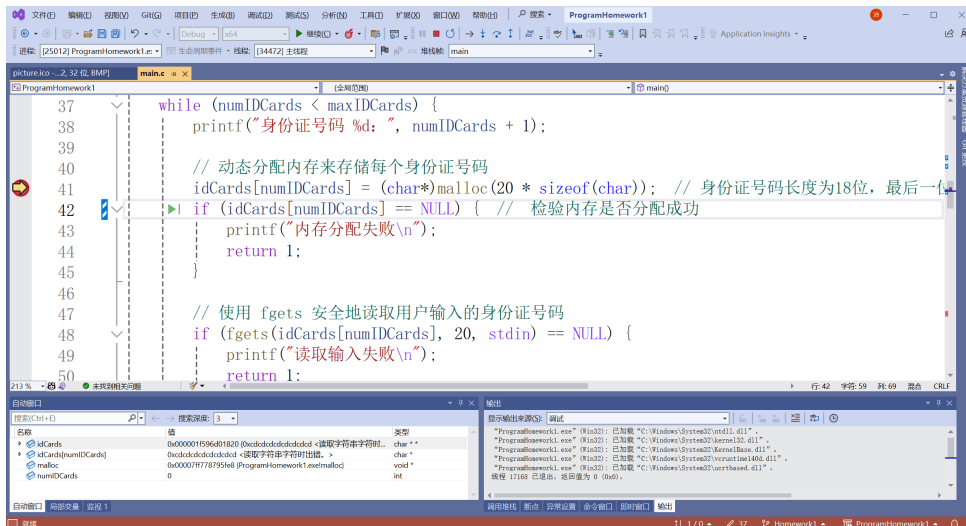 文件(F) 编辑(E) 视图(V) Git(G) 项目(P) 生成(B) 调试(D) 测试(S) 分析(N) 工具(T) 扩展(X) 窗口(W) 帮助(H) 搜索 ProgramHomework1
Debug x64 继续(C) Application Insights
进程: [25012] ProgramHomework1.e: 生命周期事件 线程: [34472] 主线程 堆栈帧: main
picture.ico -...2, 32 位, BMP] main.c
ProgramHomework1 (全局范围) main()
37 while (numIDCards < maxIDCards) {
38 printf("身份证号码 %d: ", numIDCards + 1);
39
40 // 动态分配内存来存储每个身份证号码
41 idCards[numIDCards] = (char*)malloc(20 * sizeof(char)); // 身份证号码长度为18位，最后一位
42 if (idCards[numIDCards] == NULL) { // 检验内存是否分配成功
43 printf("内存分配失败\n");
44 return 1;
45 }
46
47 // 使用 fgets 安全地读取用户输入的身份证号码
48 if (fgets(idCards[numIDCards], 20, stdin) == NULL) {
49 printf("读取输入失败\n");
50 return 1;
213 % 未找到相关问题 行: 42 字符: 59 列: 69 混合 CRLF
自动窗口
搜索(Ctrl+E) 搜索深度: 3
名称 值 类型
idCards 0x000001f596d01820 {0xcdcdcdcdcdcdcdcd <读取字符串字符时... char * *
idCards[numIDCards] 0xcdcdcdcdcdcdcdcd <读取字符串字符时出错。> char *
malloc 0x00007ff778795fe8 {ProgramHomework1.exe!malloc} void *
numIDCards 0 int
自动窗口 局部变量 监视 1
输出
显示输出来源(S): 调试
"ProgramHomework1.exe" (Win32): 已加载 "C:\Windows\System32\ntdll.dll"。
"ProgramHomework1.exe" (Win32): 已加载 "C:\Windows\System32\kernel32.dll"。
"ProgramHomework1.exe" (Win32): 已加载 "C:\Windows\System32\KernelBase.dll"。
"ProgramHomework1.exe" (Win32): 已加载 "C:\Windows\System32\vcruntime140d.dll"。
"ProgramHomework1.exe" (Win32): 已加载 "C:\Windows\System32\ucrtbased.dll"。
线程 17168 已退出，返回值为 0 (0x0)。
调用堆栈 断点 异常设置 命令窗口 即时窗口 输出
就绪 1 / 0 37 Homework1 ProgramHomework1